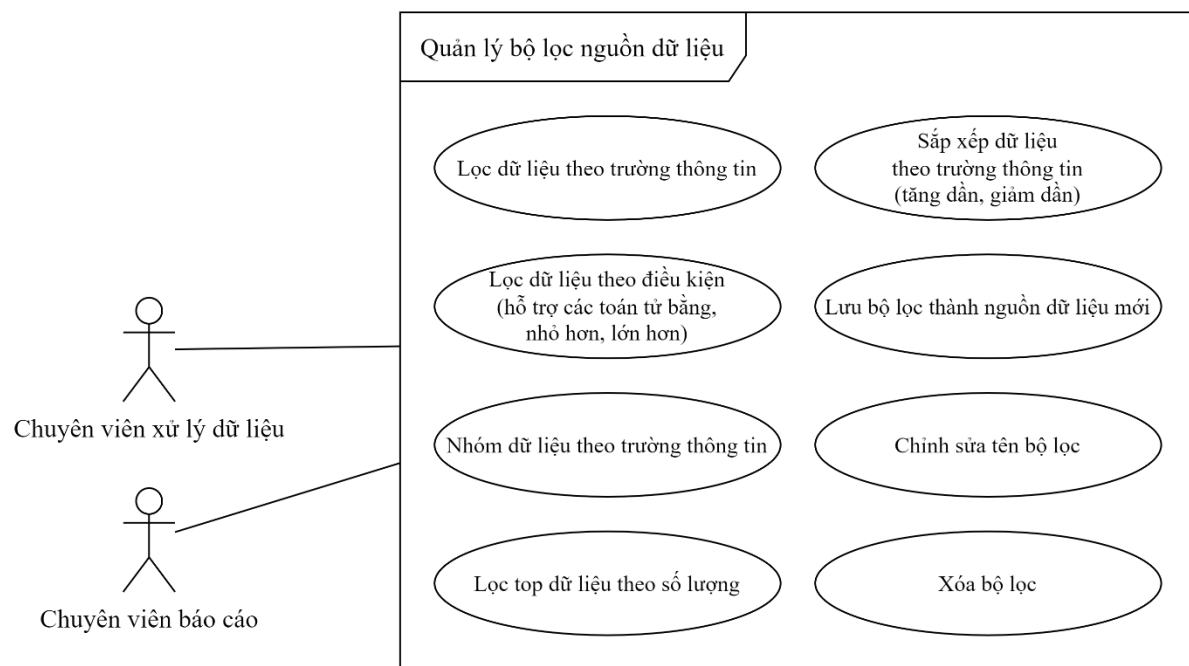 Quản lý bộ lọc nguồn dữ liệu
Lọc dữ liệu theo trường thông tin
Sắp xếp dữ liệu
theo trường thông tin
(tăng dần, giảm dần)
Lọc dữ liệu theo điều kiện
(hỗ trợ các toán tử bằng,
nhỏ hơn, lớn hơn)
Lưu bộ lọc thành nguồn dữ liệu mới
Chuyên viên xử lý dữ liệu
Nhóm dữ liệu theo trường thông tin
Chỉnh sửa tên bộ lọc
Lọc top dữ liệu theo số lượng
Xóa bộ lọc
Chuyên viên báo cáo